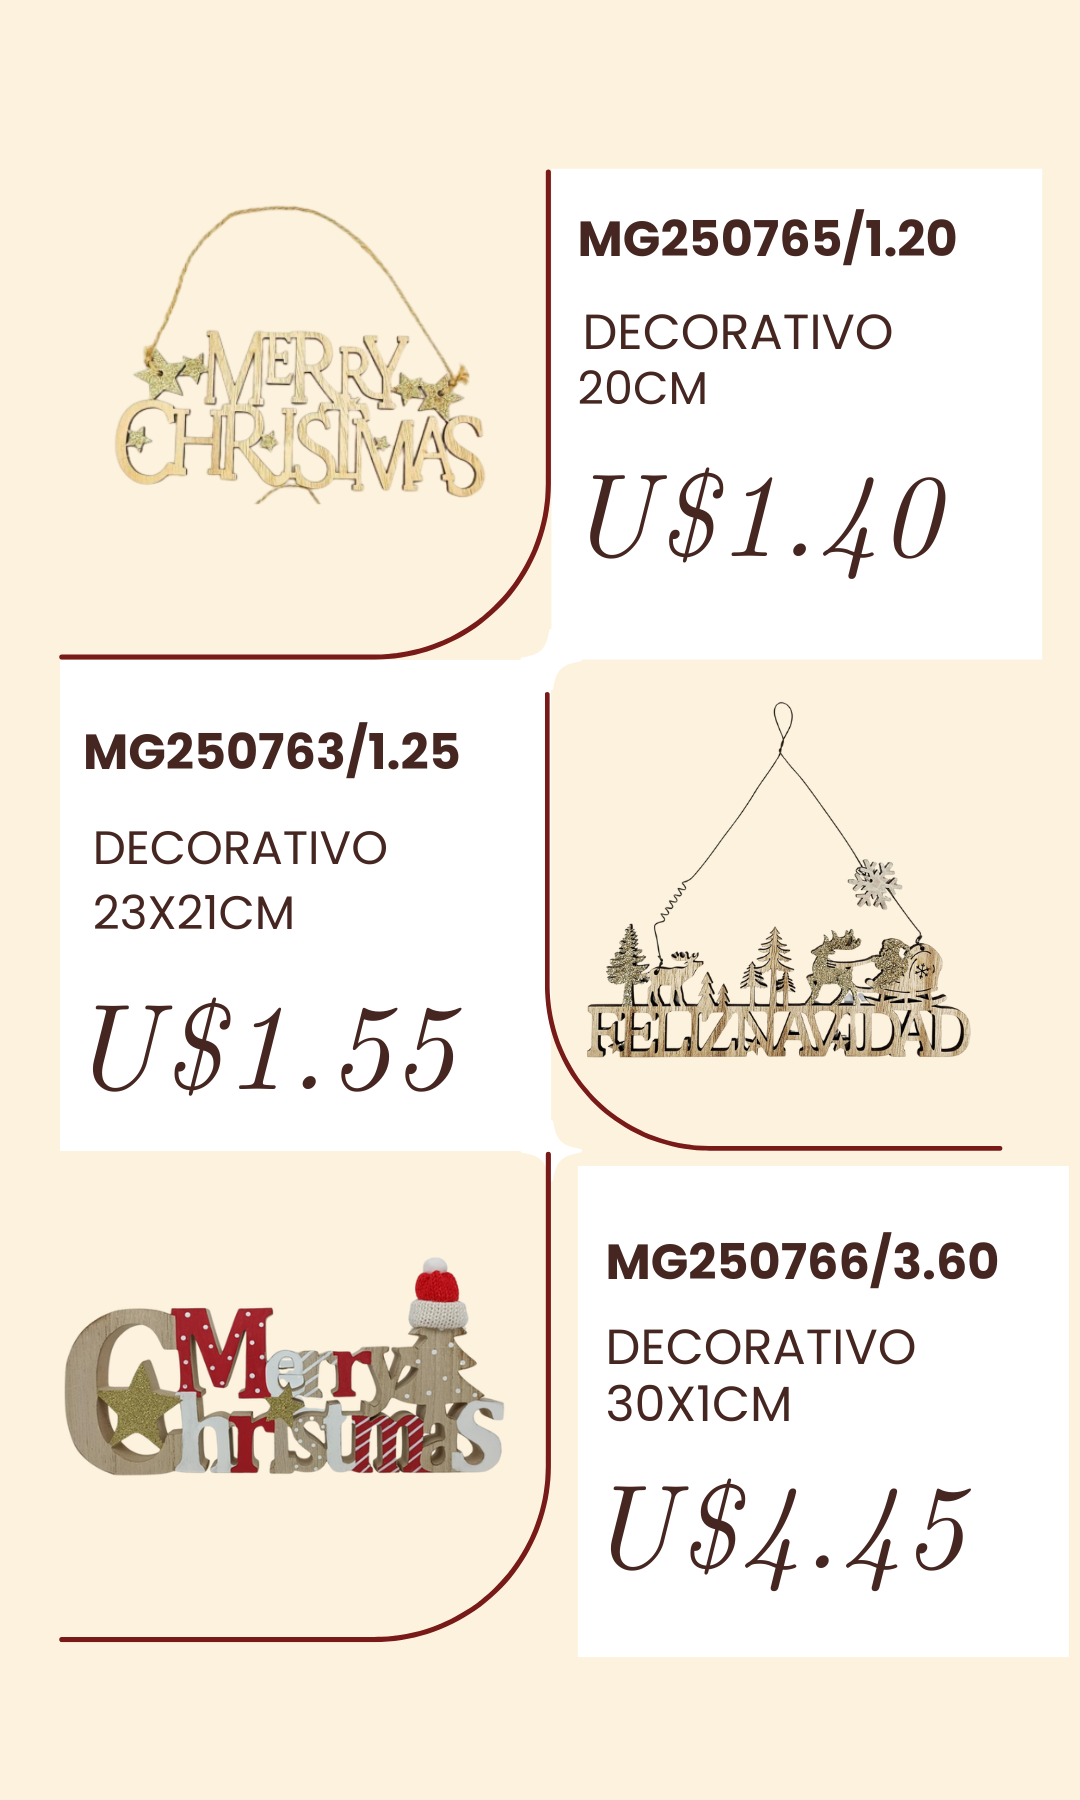 MERRY
CHRISTMAS
MG250765/1.20
DECORATIVO
20CM
U$1.40
MG250763/1.25
DECORATIVO
23X21CM
U$1.55
FELIZ NAVIDAD
Merry
Christmas
MG250766/3.60
DECORATIVO
30X1CM
U$4.45